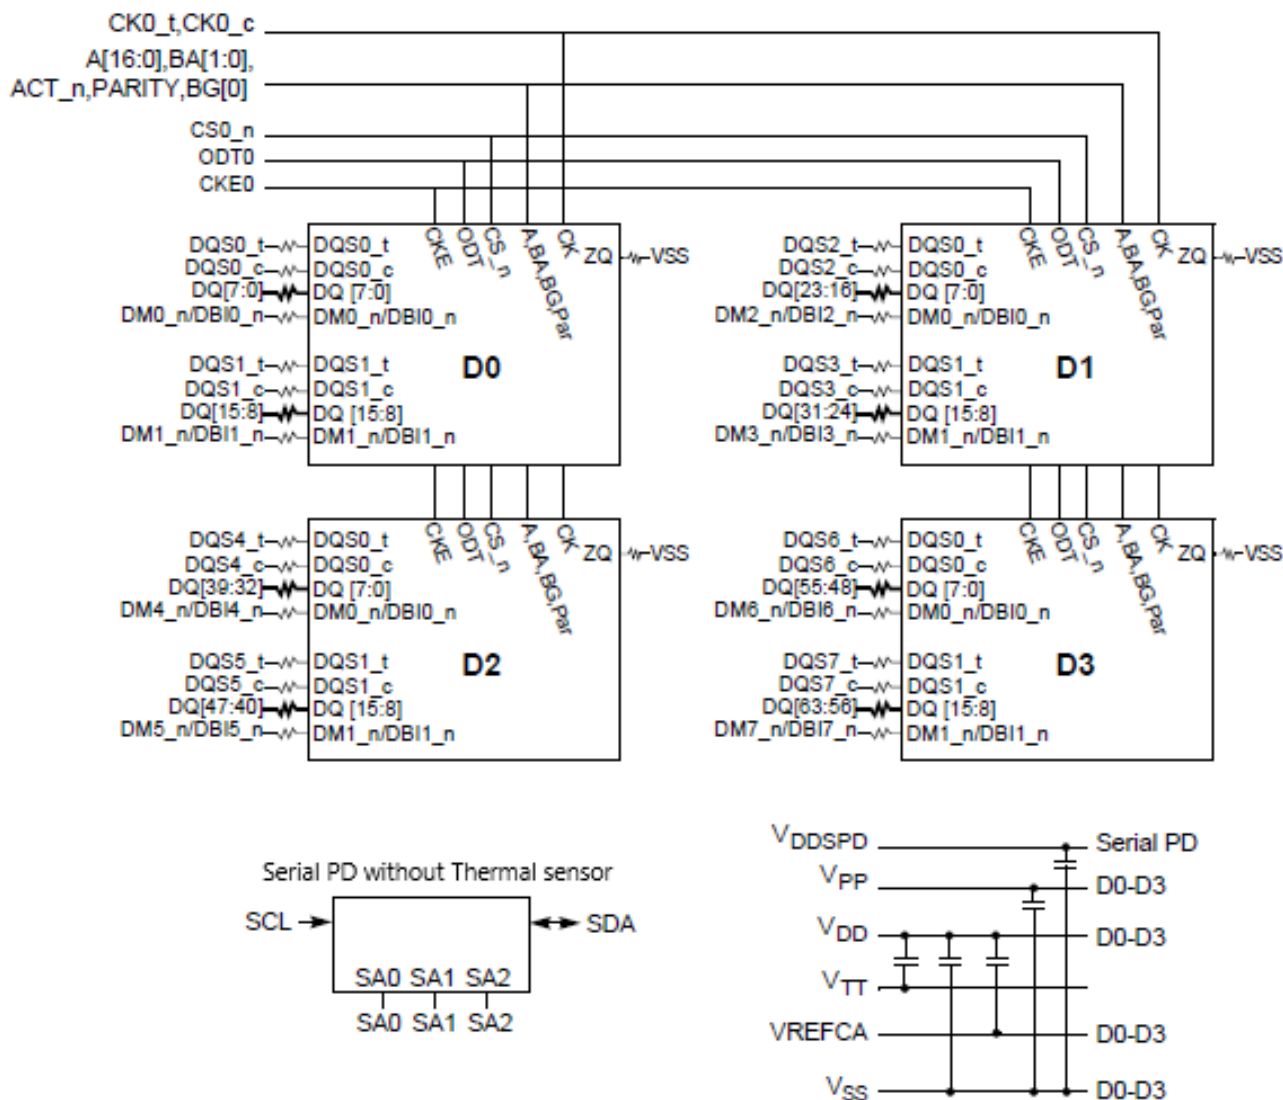 CK0_t,CK0_c
A[16:0],BA[1:0],
ACT_n,PARITY,BG[0]
CS0_n
ODT0
CKE0
DQS0_t
DQS0_c
DQ[7:0]
DM0_n/DBI0_n
DQS1_t
DQS1_c
DQ[15:8]
DM1_n/DBI1_n
CKE
ODT
CS_n
A,BA,BG,Par
CK
ZQ
VSS
DQS0_t
DQS0_c
DQ [7:0]
DM0_n/DBI0_n
D0
DQS1_t
DQS1_c
DQ [15:8]
DM1_n/DBI1_n
DQS2_t
DQS2_c
DQ[23:16]
DM2_n/DBI2_n
DQS3_t
DQS3_c
DQ[31:24]
DM3_n/DBI3_n
CKE
ODT
CS_n
A,BA,BG,Par
CK
ZQ
VSS
DQS0_t
DQS0_c
DQ [7:0]
DM0_n/DBI0_n
D1
DQS1_t
DQS1_c
DQ [15:8]
DM1_n/DBI1_n
DQS4_t
DQS4_c
DQ[39:32]
DM4_n/DBI4_n
DQS5_t
DQS5_c
DQ[47:40]
DM5_n/DBI5_n
CKE
ODT
CS_n
A,BA,BG,Par
CK
ZQ
VSS
DQS0_t
DQS0_c
DQ [7:0]
DM0_n/DBI0_n
D2
DQS1_t
DQS1_c
DQ [15:8]
DM1_n/DBI1_n
DQS6_t
DQS6_c
DQ[55:48]
DM6_n/DBI6_n
DQS7_t
DQS7_c
DQ[63:56]
DM7_n/DBI7_n
CKE
ODT
CS_n
A,BA,BG,Par
CK
ZQ
VSS
DQS0_t
DQS0_c
DQ [7:0]
DM0_n/DBI0_n
D3
DQS1_t
DQS1_c
DQ [15:8]
DM1_n/DBI1_n
Serial PD without Thermal sensor
SCL
SDA
SA0 SA1 SA2
SA0 SA1 SA2
VDDSPD Serial PD
VPP D0-D3
VDD D0-D3
VTT
VREFCA D0-D3
VSS D0-D3